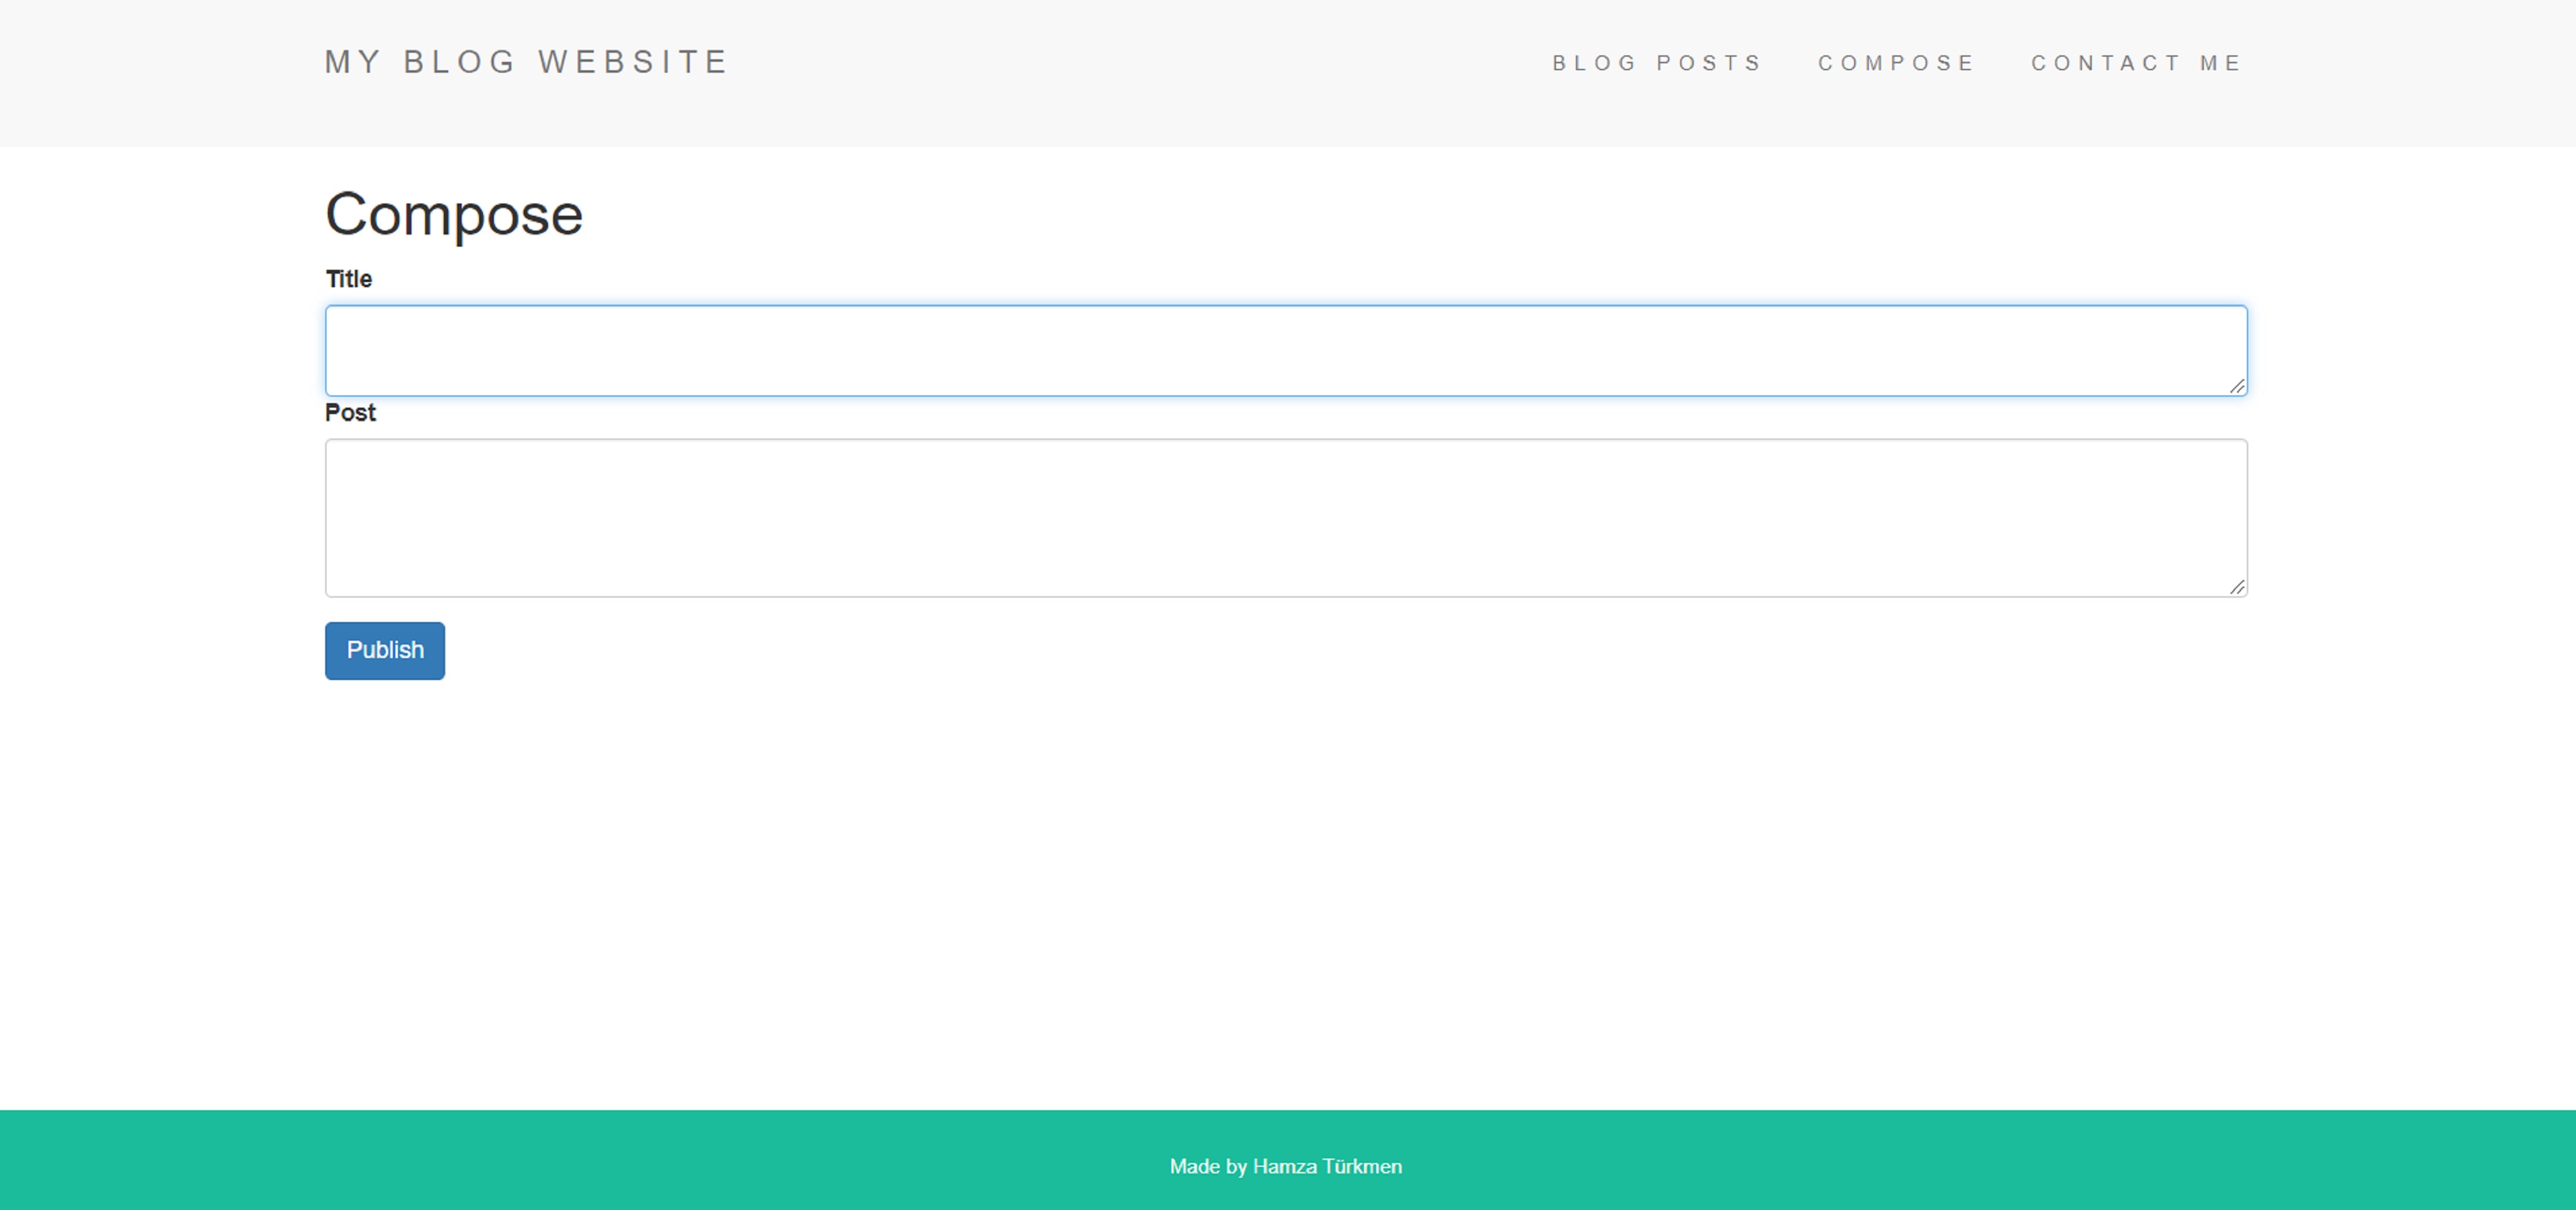 MY BLOG WEBSITE BLOG POSTS COMPOSE CONTACT ME
Compose
Title
Post
Publish
Made by Hamza Türkmen